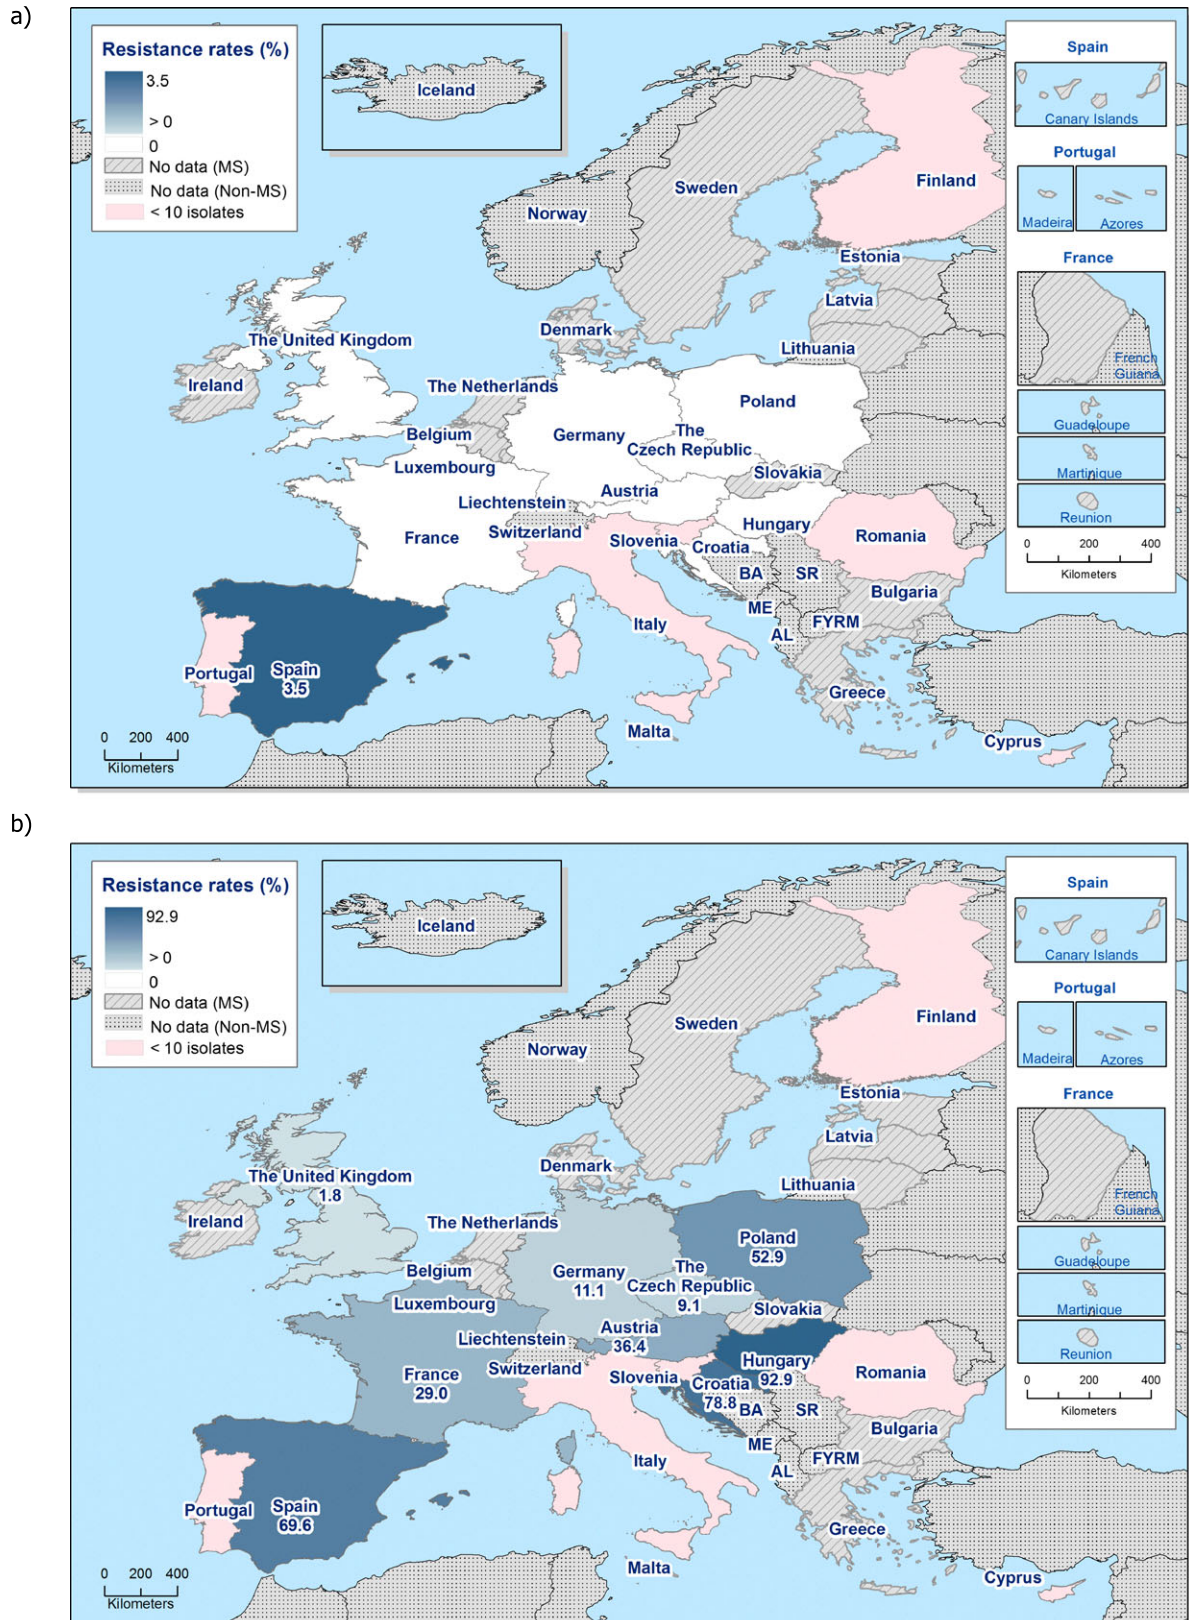 a)
Resistance rates (%)
3.5
> 0
0
No data (MS)
No data (Non-MS)
< 10 isolates
Iceland
Spain
Canary Islands
Portugal
Madeira
Azores
France
French
Guiana
Guadeloupe
Martinique
Reunion
0 200 400
Kilometers
Finland
Sweden
Norway
Estonia
Latvia
Denmark
Lithuania
The United Kingdom
Ireland
The Netherlands
Poland
Belgium
Germany
The
Czech Republic
Luxembourg
Slovakia
Austria
Liechtenstein
Switzerland
Hungary
France
Slovenia
Croatia
Romania
BA
SR
Bulgaria
ME
FYRM
Italy
AL
Portugal
Spain
3.5
Greece
Malta
Cyprus
0 200 400
Kilometers
b)
Resistance rates (%)
92.9
> 0
0
No data (MS)
No data (Non-MS)
< 10 isolates
Iceland
Spain
Canary Islands
Portugal
Madeira
Azores
France
French
Guiana
Guadeloupe
Martinique
Reunion
0 200 400
Kilometers
Finland
Sweden
Norway
Estonia
Latvia
Denmark
Lithuania
The United Kingdom
1.8
Ireland
The Netherlands
Poland
52.9
Belgium
Germany
11.1
The
Czech Republic
9.1
Luxembourg
Slovakia
Austria
36.4
Liechtenstein
Switzerland
Hungary
92.9
France
29.0
Slovenia
Croatia
78.8
Romania
BA
SR
Bulgaria
ME
FYRM
Italy
AL
Portugal
Spain
69.6
Greece
Malta
Cyprus
0 200 400
Kilometers